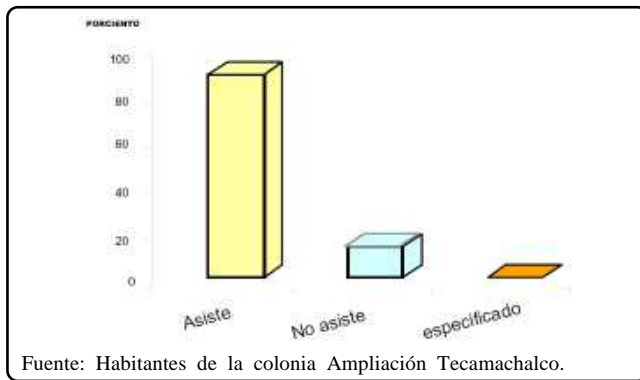 PORCIENTO
100
80
60
40
20
0
Asiste
No asiste
especificado
Fuente: Habitantes de la colonia Ampliación Tecamachalco.